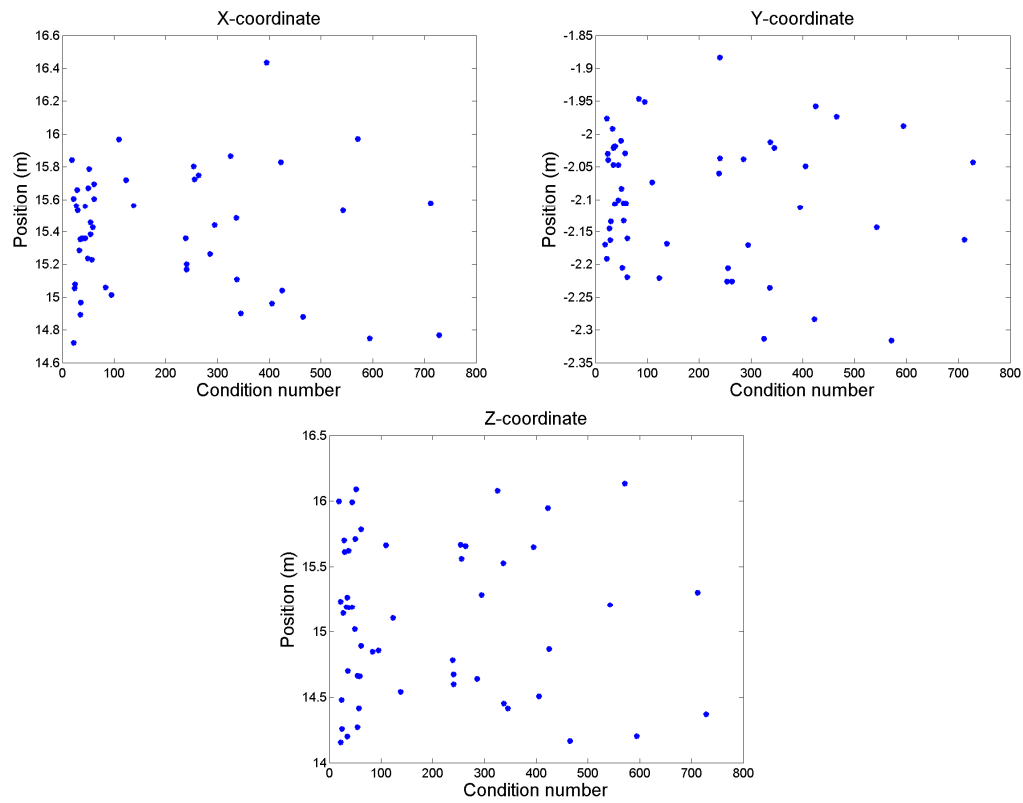 X-coordinate
16.6
16.4
16.2
16
15.8
15.6
15.4
15.2
15
14.8
14.6
Position (m)
0 100 200 300 400 500 600 700 800
Condition number
Y-coordinate
-1.85
-1.9
-1.95
-2
-2.05
-2.1
-2.15
-2.2
-2.25
-2.3
-2.35
Position (m)
0 100 200 300 400 500 600 700 800
Condition number
Z-coordinate
16.5
16
15.5
15
14.5
14
Position (m)
0 100 200 300 400 500 600 700 800
Condition number